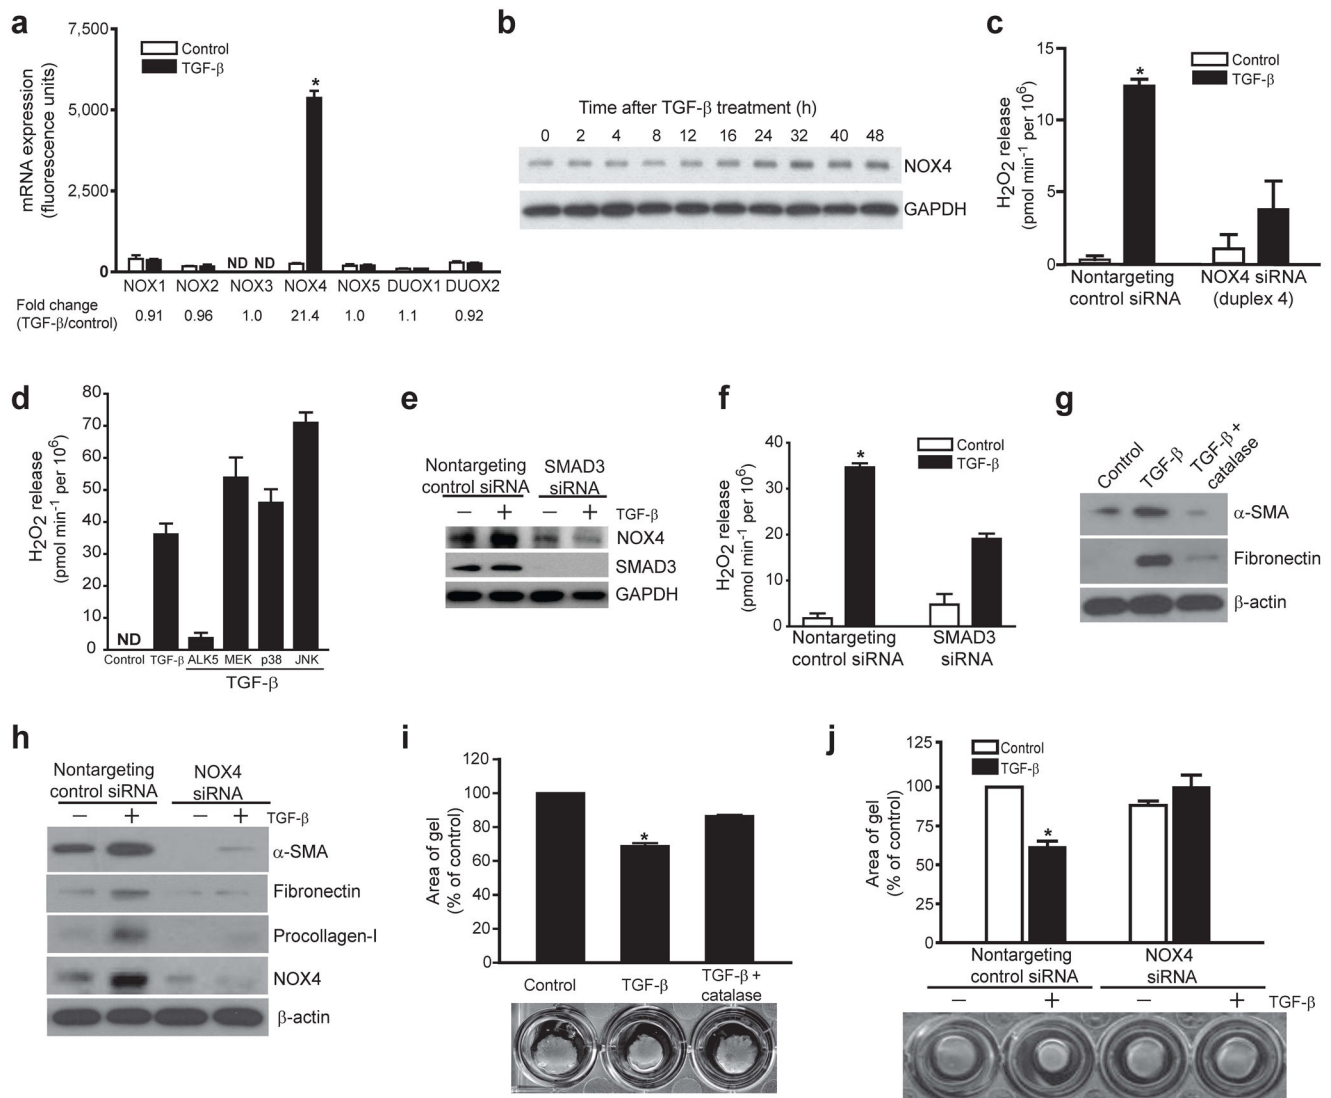 a
7,500
5,000
2,500
0
mRNA expression
(fluorescence units)
Control
TGF-β
*
ND ND
NOX1 NOX2 NOX3 NOX4 NOX5 DUOX1 DUOX2
Fold change
(TGF-β/control)
0.91 0.96 1.0 21.4 1.0 1.1 0.92
b
Time after TGF-β treatment (h)
0 2 4 8 12 16 24 32 40 48
NOX4
GAPDH
c
15
10
5
0
H2O2 release
(pmol min-1 per 106)
Control
TGF-β
*
Nontargeting
control siRNA
NOX4 siRNA
(duplex 4)
d
80
70
60
50
40
30
20
10
0
H2O2 release
(pmol min-1 per 106)
ND
Control TGF-β ALK5 MEK p38 JNK
TGF-β
e
Nontargeting
control siRNA
SMAD3
siRNA
– + – + TGF-β
NOX4
SMAD3
GAPDH
f
40
30
20
10
0
H2O2 release
(pmol min-1 per 106)
Control
TGF-β
*
Nontargeting
control siRNA
SMAD3
siRNA
g
Control
TGF-β
TGF-β +
catalase
α-SMA
Fibronectin
β-actin
h
Nontargeting
control siRNA
NOX4
siRNA
– + – + TGF-β
α-SMA
Fibronectin
Procollagen-I
NOX4
β-actin
i
120
100
80
60
40
20
0
Area of gel
(% of control)
*
Control
TGF-β
TGF-β +
catalase
j
125
100
75
50
25
0
Area of gel
(% of control)
Control
TGF-β
*
Nontargeting
control siRNA
NOX4
siRNA
– + – + TGF-β